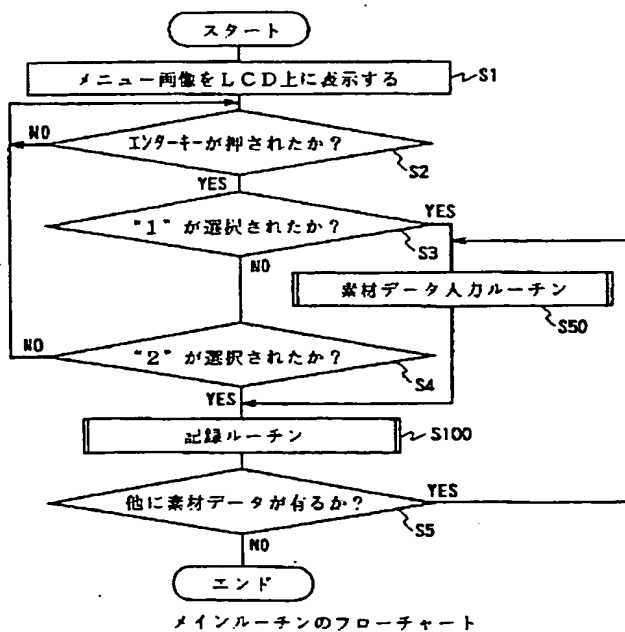 スタート
メニュー画像をLCD上に表示する
S1
NO
エンターキーが押されたか?
S2
YES
"1"が選択されたか?
YES
S3
NO
素材データ入力ルーチン
S50
NO
"2"が選択されたか?
S4
YES
記録ルーチン
S100
他に素材データが有るか?
YES
S5
NO
エンド
メインルーチンのフローチャート